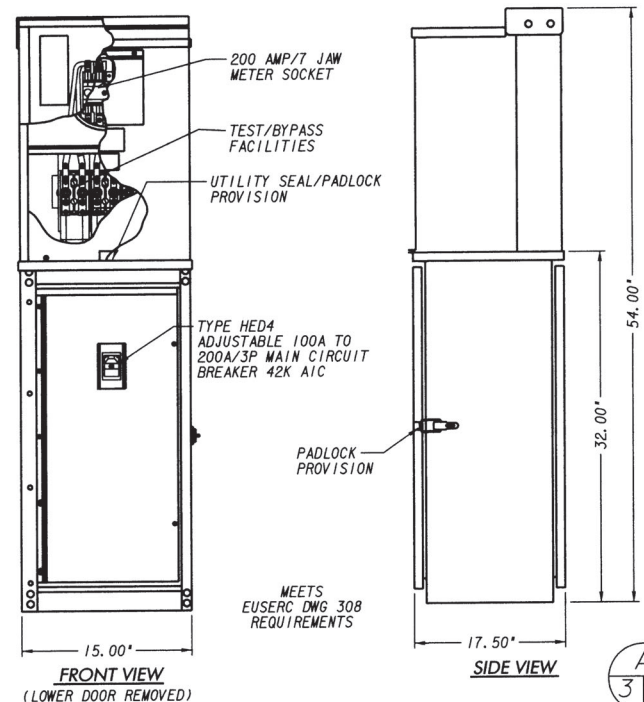 200 AMP/7 JAW
METER SOCKET
TEST/BYPASS
FACILITIES
UTILITY SEAL/PADLOCK
PROVISION
TYPE HED4
ADJUSTABLE 100A TO
200A/3P MAIN CIRCUIT
BREAKER 42K AIC
PADLOCK
PROVISION
54.00"
32.00"
MEETS
EUSERC DWG 308
REQUIREMENTS
15.00"
17.50"
FRONT VIEW
(LOWER DOOR REMOVED)
SIDE VIEW
A
3